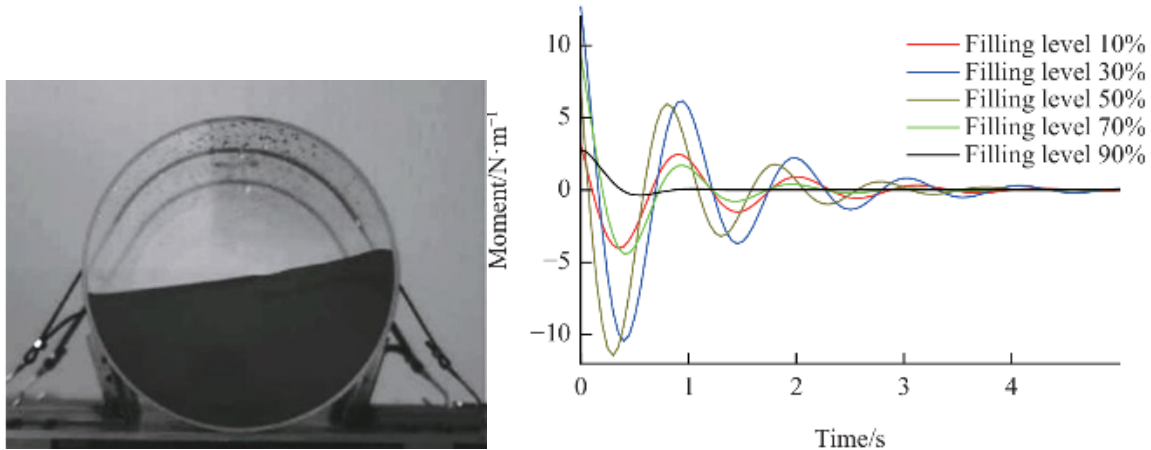 10
5
0
−5
−10
Moment/N·m⁻¹
Filling level 10%
Filling level 30%
Filling level 50%
Filling level 70%
Filling level 90%
0 1 2 3 4
Time/s